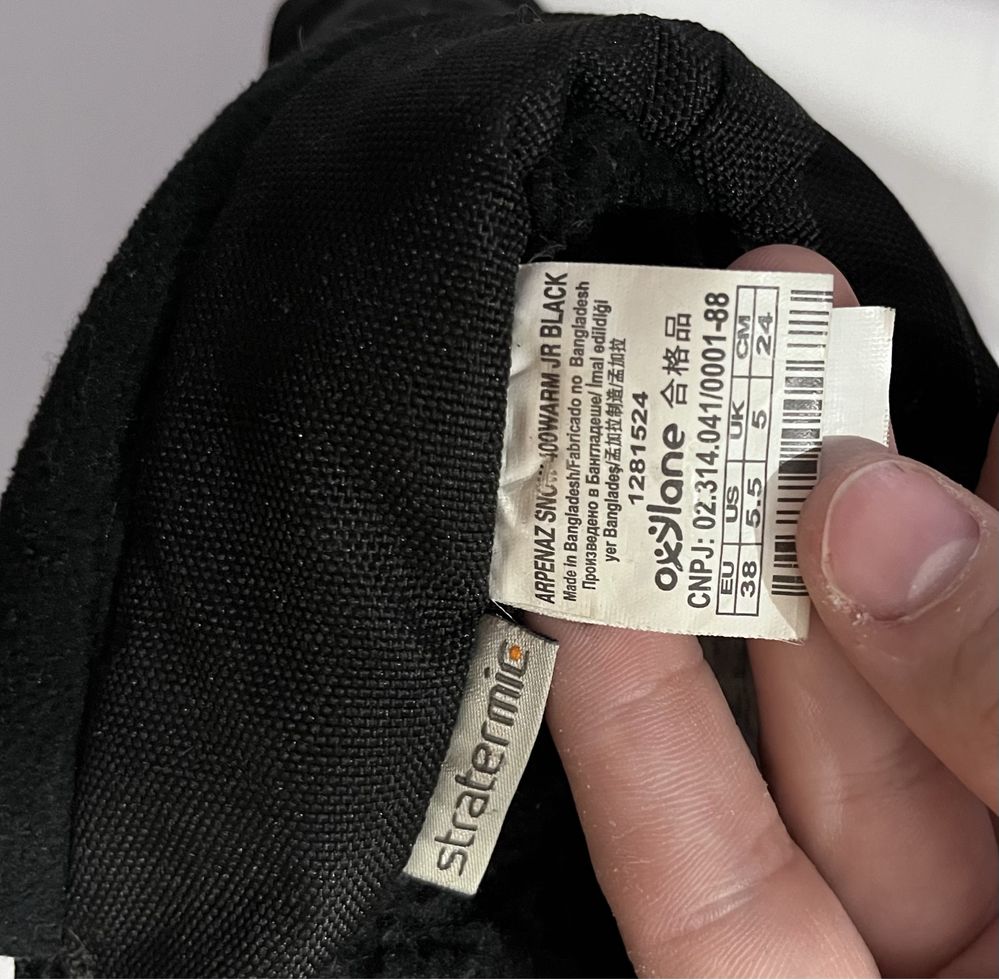 ARPENAZ SNOW 400WARM JR BLACK
Made In Bangladesh/Fabricado no Bangladesh
Произведено в Бангладеше/ İmal edildiği
yer Bangladeş/孟加拉制造/孟加拉
1281524
oxylane 合格品
CNPJ: 02.314.041/0001-88
EU US UK CM
38 5.5 5 24
stratermic